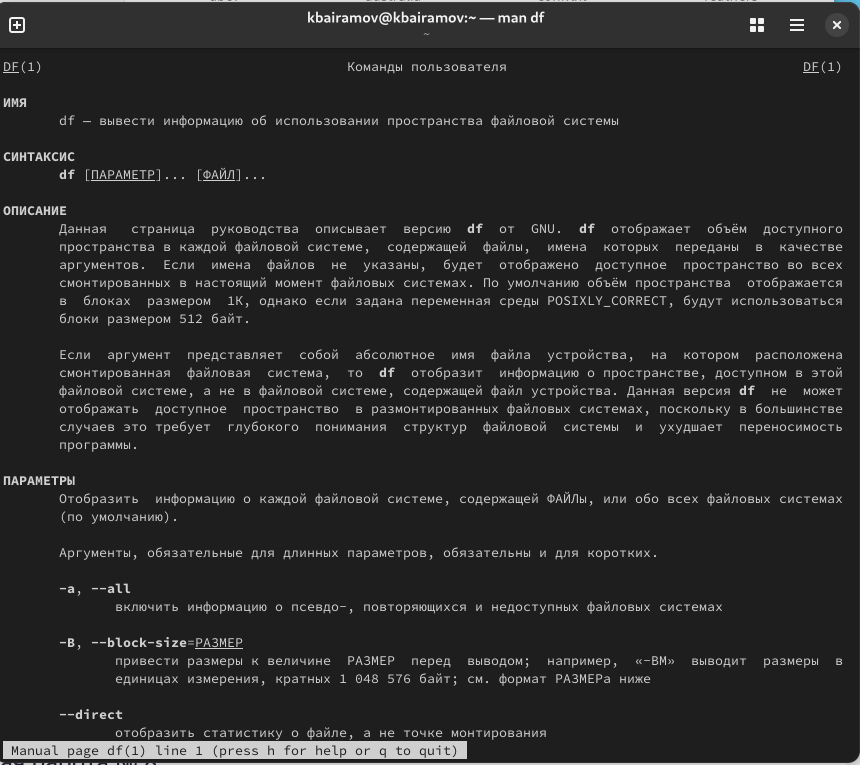 kbairamov@kbairamov:~ — man df
~
DF(1) Команды пользователя DF(1)
ИМЯ
df – вывести информацию об использовании пространства файловой системы
СИНТАКСИС
df [ПАРАМЕТР]... [ФАЙЛ]...
ОПИСАНИЕ
Данная страница руководства описывает версию df от GNU. df отображает объём доступного
пространства в каждой файловой системе, содержащей файлы, имена которых переданы в качестве
аргументов. Если имена файлов не указаны, будет отображено доступное пространство во всех
смонтированных в настоящий момент файловых системах. По умолчанию объём пространства отображается
в блоках размером 1К, однако если задана переменная среды POSIXLY_CORRECT, будут использоваться
блоки размером 512 байт.
Если аргумент представляет собой абсолютное имя файла устройства, на котором расположена
смонтированная файловая система, то df отобразит информацию о пространстве, доступном в этой
файловой системе, а не в файловой системе, содержащей файл устройства. Данная версия df не может
отображать доступное пространство в размонтированных файловых системах, поскольку в большинстве
случаев это требует глубокого понимания структур файловой системы и ухудшает переносимость
программы.
ПАРАМЕТРЫ
Отобразить информацию о каждой файловой системе, содержащей ФАЙЛы, или обо всех файловых системах
(по умолчанию).
Аргументы, обязательные для длинных параметров, обязательны и для коротких.
-a, --all
включить информацию о псевдо-, повторяющихся и недоступных файловых системах
-B, --block-size=РАЗМЕР
привести размеры к величине РАЗМЕР перед выводом; например, «-BM» выводит размеры в
единицах измерения, кратных 1 048 576 байт; см. формат РАЗМЕРа ниже
--direct
отобразить статистику о файле, а не точке монтирования
Manual page df(1) line 1 (press h for help or q to quit)